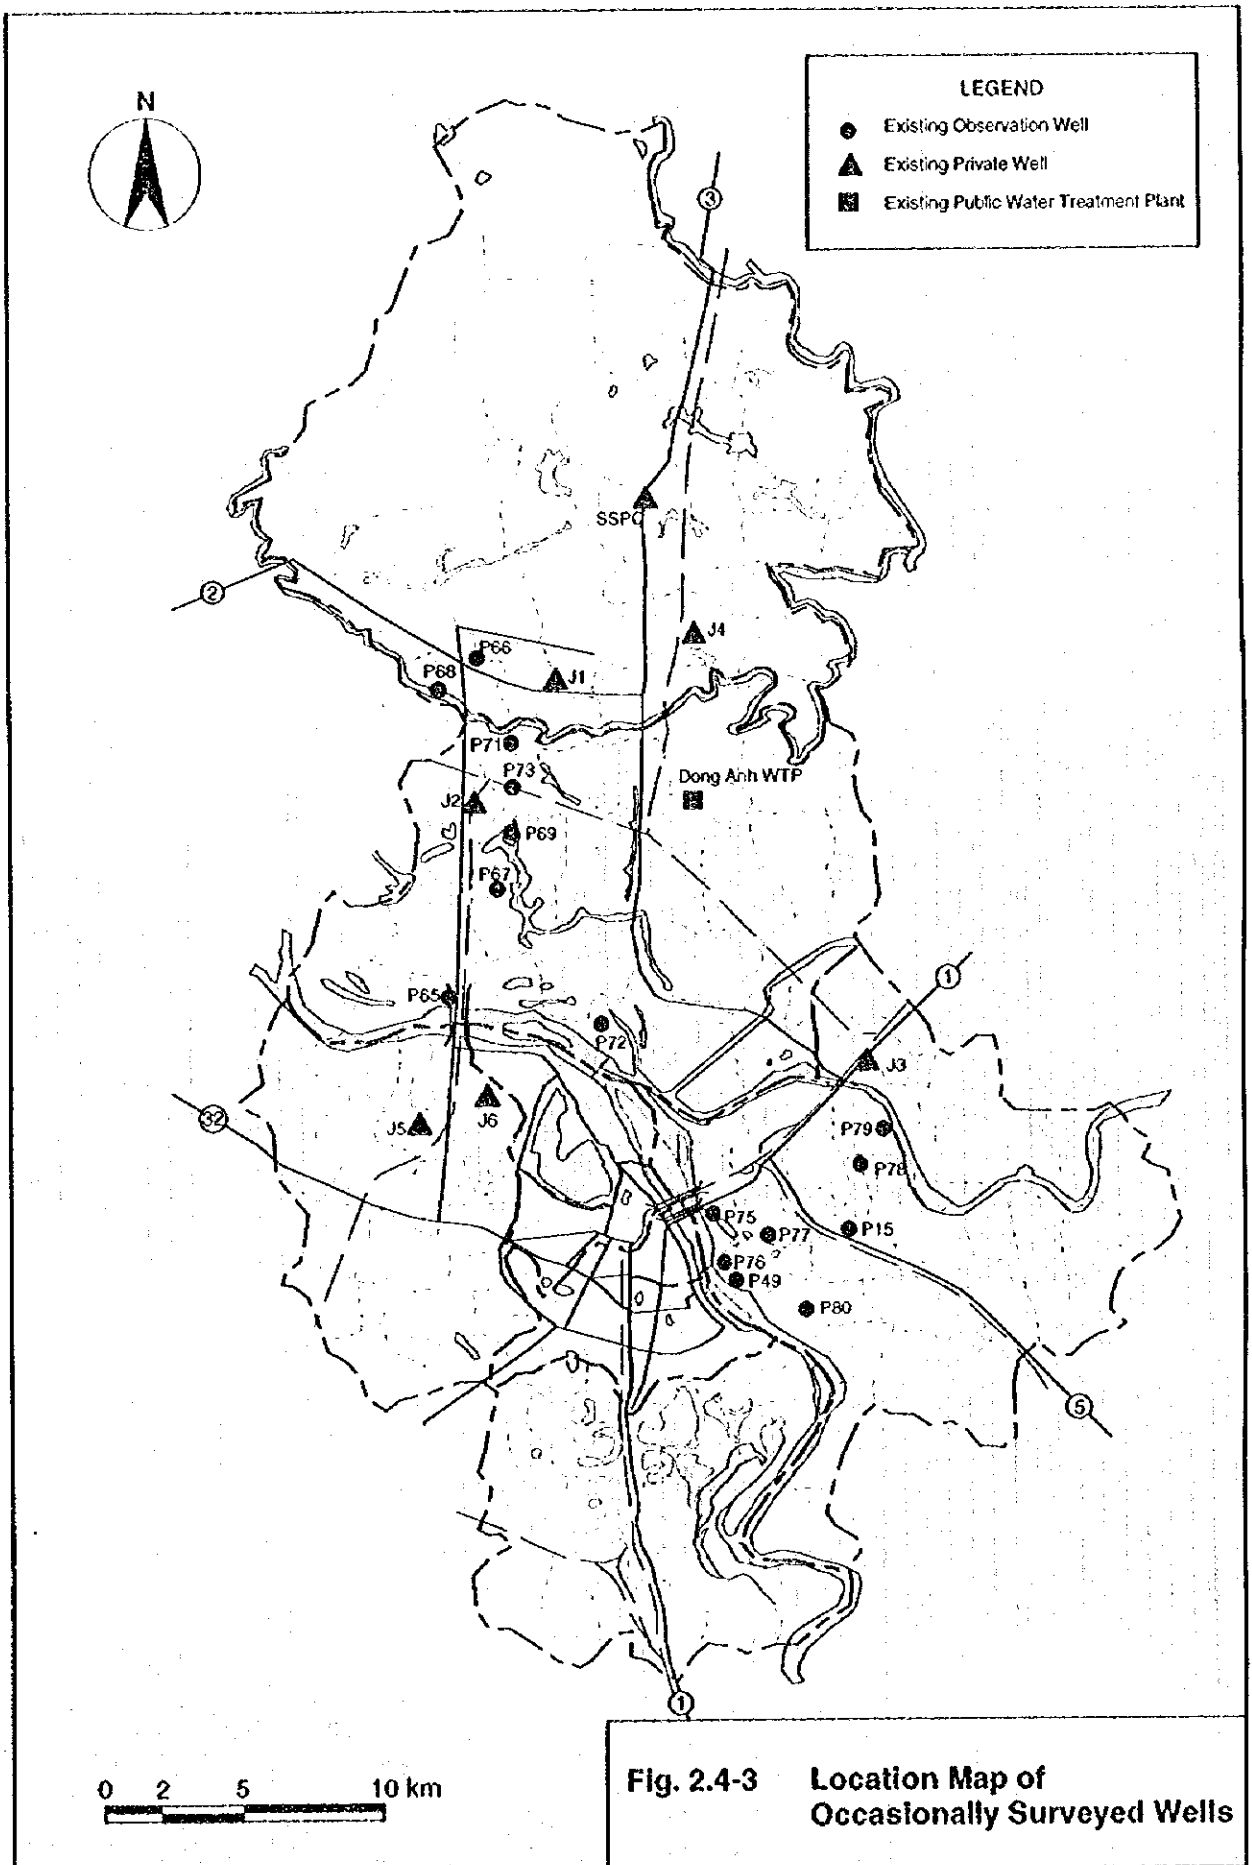 N
LEGEND
Existing Observation Well
Existing Private Well
Existing Public Water Treatment Plant
3
SSPC
2
J4
P66
P68
J1
P71
P73
Dong Anh WTP
J2
P69
P67
1
P65
P72
J3
32
J6
J5
P79
P78
P75
P77
P15
P76
P49
P80
5
1
0 2 5 10 km
Fig. 2.4-3 Location Map of
Occasionally Surveyed Wells